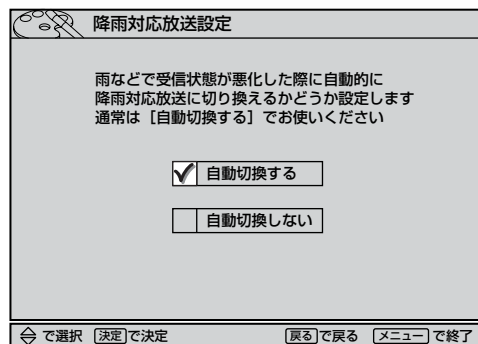 降雨対応放送設定
雨などで受信状態が悪化した際に自動的に
降雨対応放送に切り換えるかどうか設定します
通常は［自動切換する］でお使いください
自動切換する
自動切換しない
で選択 決定で決定 戻るで戻る メニューで終了